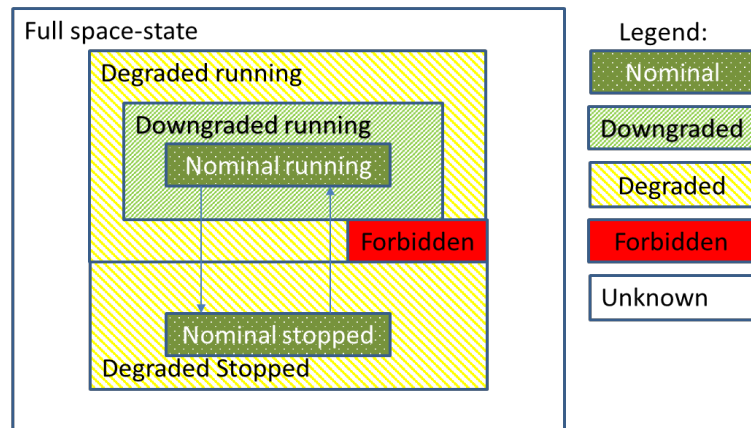 Full space-state
Degraded running
Downgraded running
Nominal running
Forbidden
Nominal stopped
Degraded Stopped
Legend:
Nominal
Downgraded
Degraded
Forbidden
Unknown